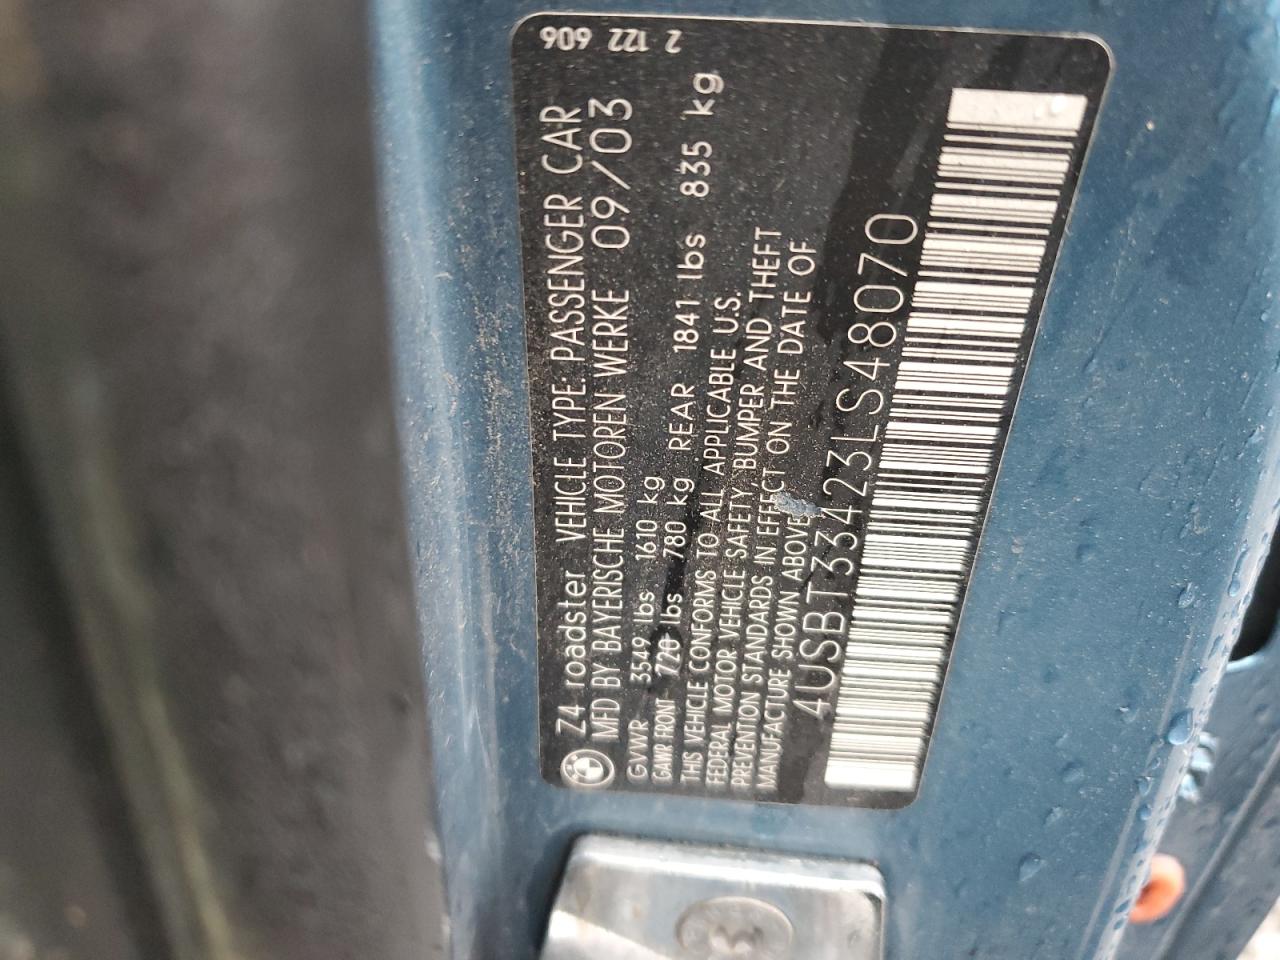 2 122 606
Z4 roadster VEHICLE TYPE: PASSENGER CAR
MFD BY BAYERISCHE MOTOREN WERKE 09/03
GVWR 3549 lbs 1610 kg
GAWR FRONT 720 lbs 780 kg REAR 1841 lbs 835 kg
THIS VEHICLE CONFORMS TO ALL APPLICABLE U.S.
FEDERAL MOTOR VEHICLE SAFETY, BUMPER AND THEFT
PREVENTION STANDARDS IN EFFECT ON THE DATE OF
MANUFACTURE SHOWN ABOVE
4USBT33423LS48070